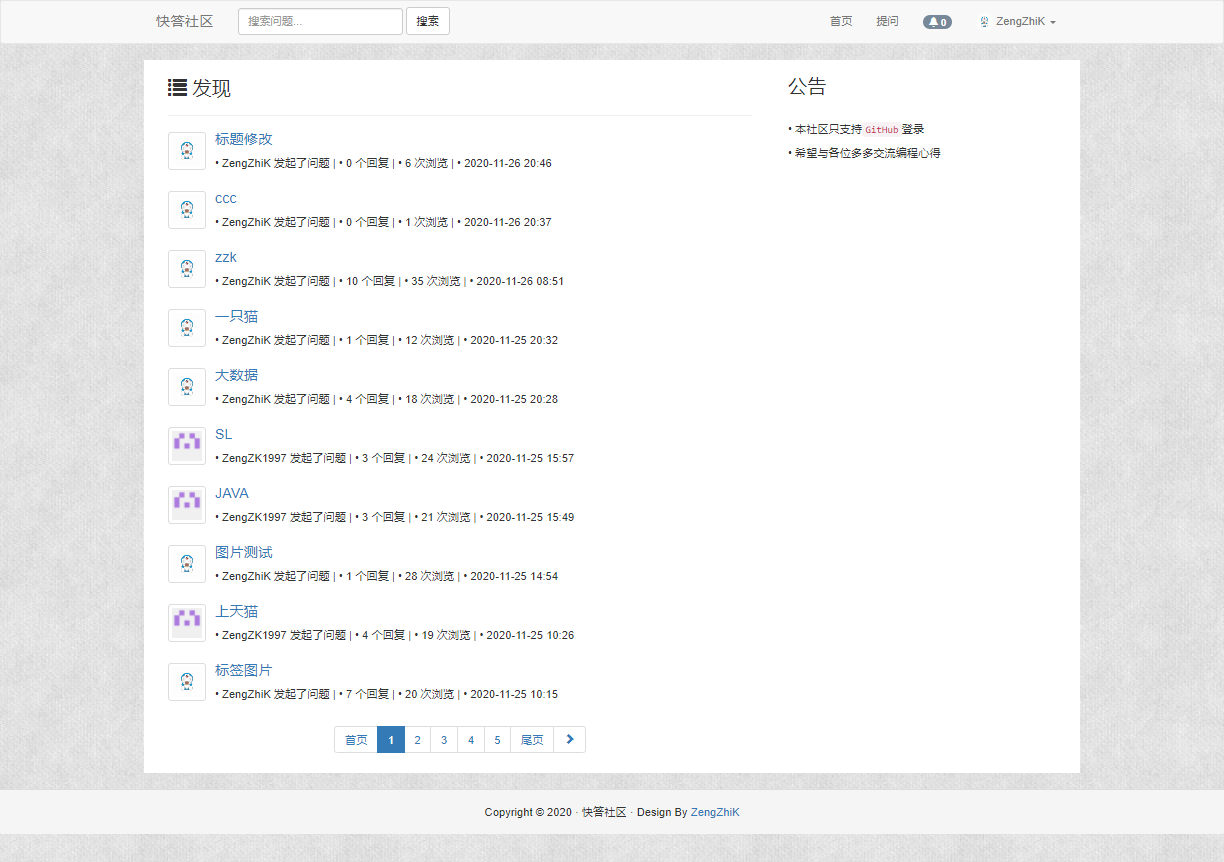 快答社区 搜索问题... 搜索 首页 提问 0 ZengZhiK
发现
标题修改
• ZengZhiK 发起了问题 | • 0 个回复 | • 6 次浏览 | • 2020-11-26 20:46
ccc
• ZengZhiK 发起了问题 | • 0 个回复 | • 1 次浏览 | • 2020-11-26 20:37
zzk
• ZengZhiK 发起了问题 | • 10 个回复 | • 35 次浏览 | • 2020-11-26 08:51
一只猫
• ZengZhiK 发起了问题 | • 1 个回复 | • 12 次浏览 | • 2020-11-25 20:32
大数据
• ZengZhiK 发起了问题 | • 4 个回复 | • 18 次浏览 | • 2020-11-25 20:28
SL
• ZengZK1997 发起了问题 | • 3 个回复 | • 24 次浏览 | • 2020-11-25 15:57
JAVA
• ZengZK1997 发起了问题 | • 3 个回复 | • 21 次浏览 | • 2020-11-25 15:49
图片测试
• ZengZhiK 发起了问题 | • 1 个回复 | • 28 次浏览 | • 2020-11-25 14:54
上天猫
• ZengZK1997 发起了问题 | • 4 个回复 | • 19 次浏览 | • 2020-11-25 10:26
标签图片
• ZengZhiK 发起了问题 | • 7 个回复 | • 20 次浏览 | • 2020-11-25 10:15
首页 1 2 3 4 5 尾页
公告
• 本社区只支持 GitHub 登录
• 希望与各位多多交流编程心得
Copyright © 2020 · 快答社区 · Design By ZengZhiK